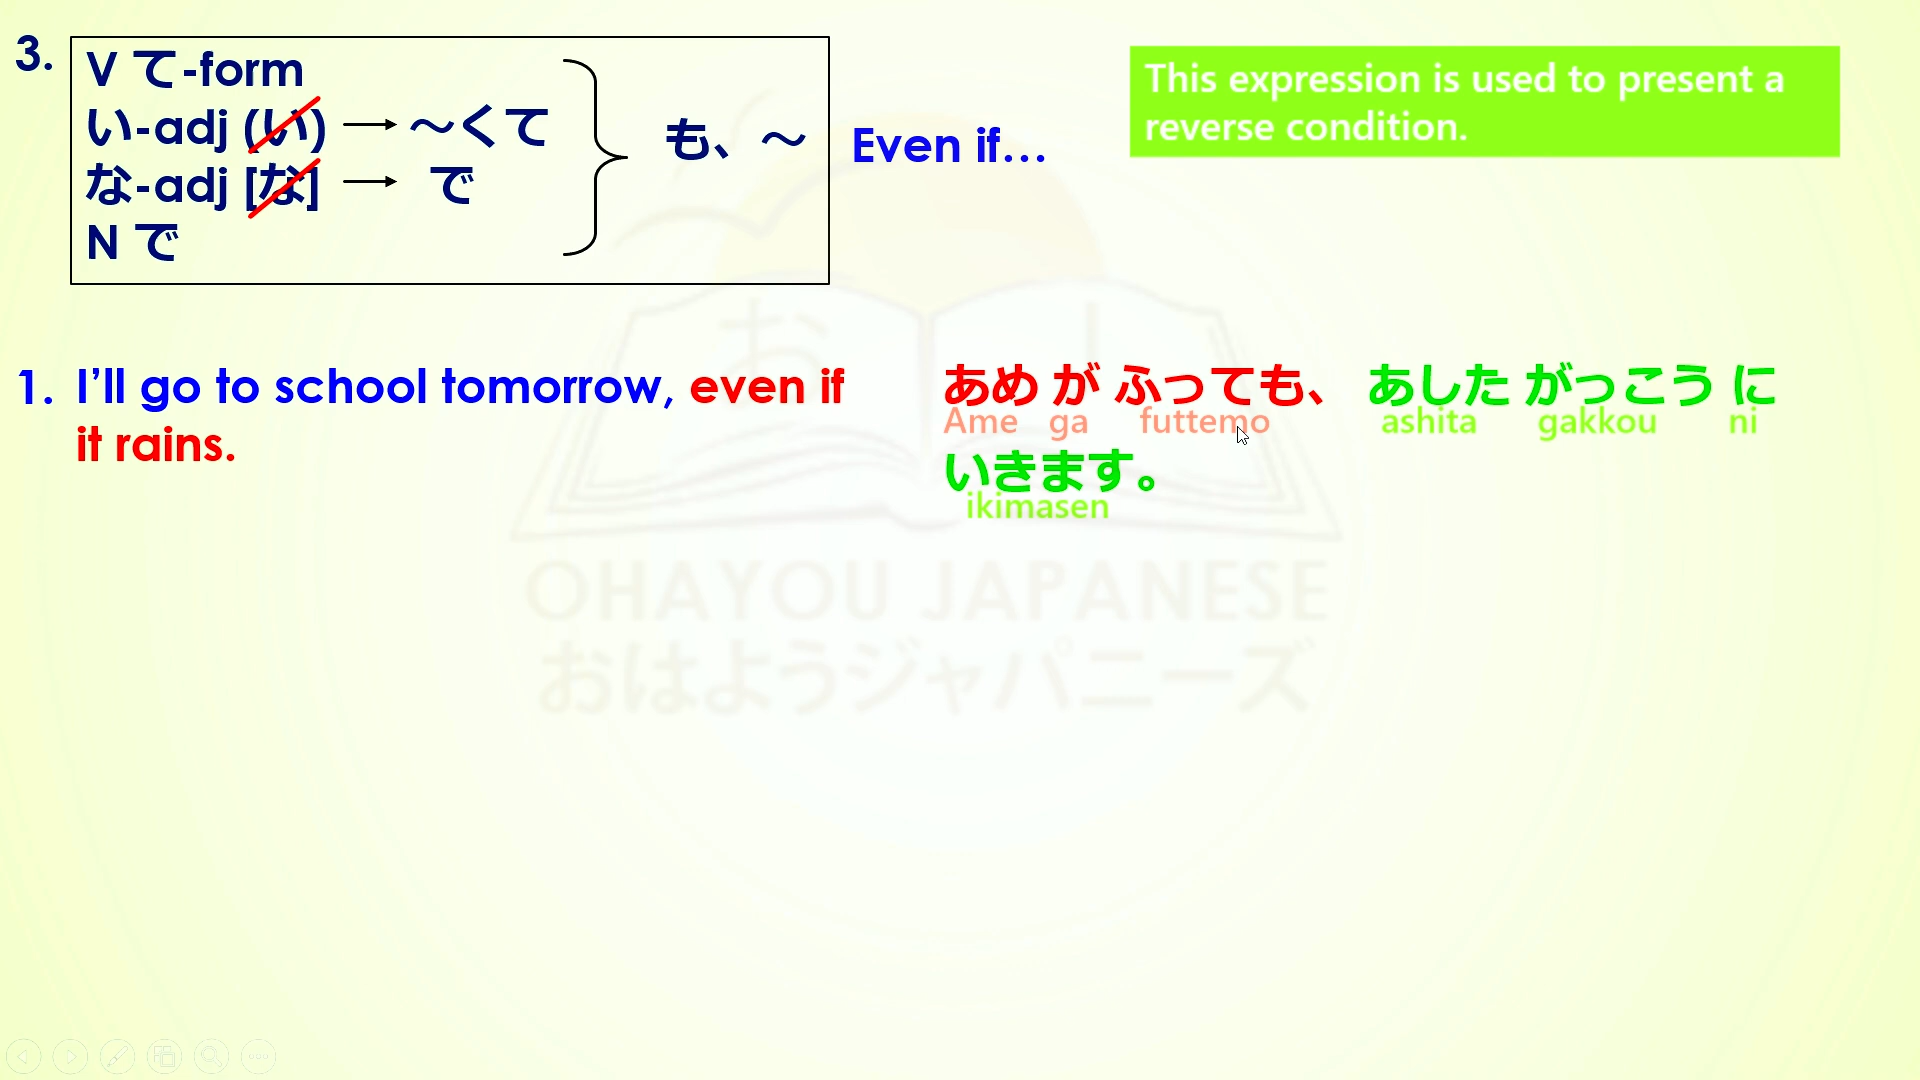 3.
V て-form
い-adj (い) → ～くて
な-adj [な] → で
N で
も、～
Even if…
This expression is used to present a
reverse condition.
1. I’ll go to school tomorrow, even if
it rains.
あめ が ふっても、 あした がっこう に
Ame ga futtemo ashita gakkou ni
いきます。
ikimasen
お し
OHAYOU JAPANESE
おはようジャパニーズ